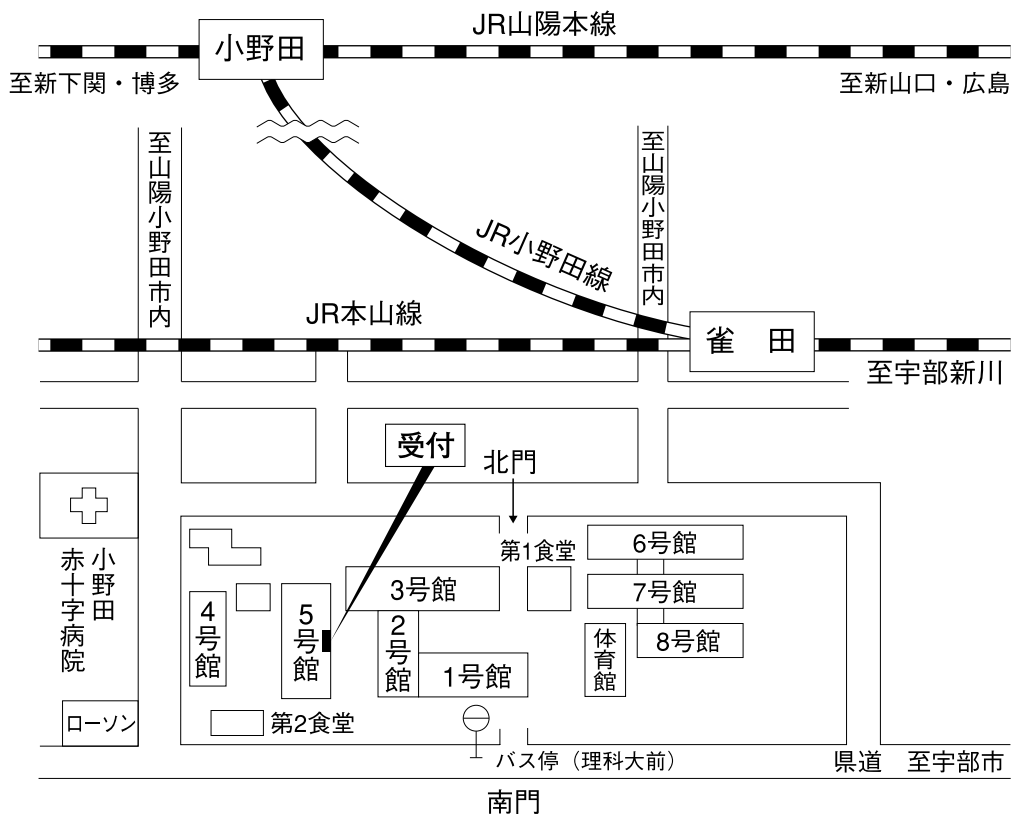 JR山陽本線
小野田
至新下関・博多
至新山口・広島
至山陽小野田市内
至山陽小野田市内
JR小野田線
JR本山線
雀　田
至宇部新川
受付
北門
第1食堂
6号館
3号館
7号館
4号館
5号館
2号館
体育館
8号館
1号館
小野田
赤十字病院
ローソン
第2食堂
バス停（理科大前）
県道
至宇部市
南門